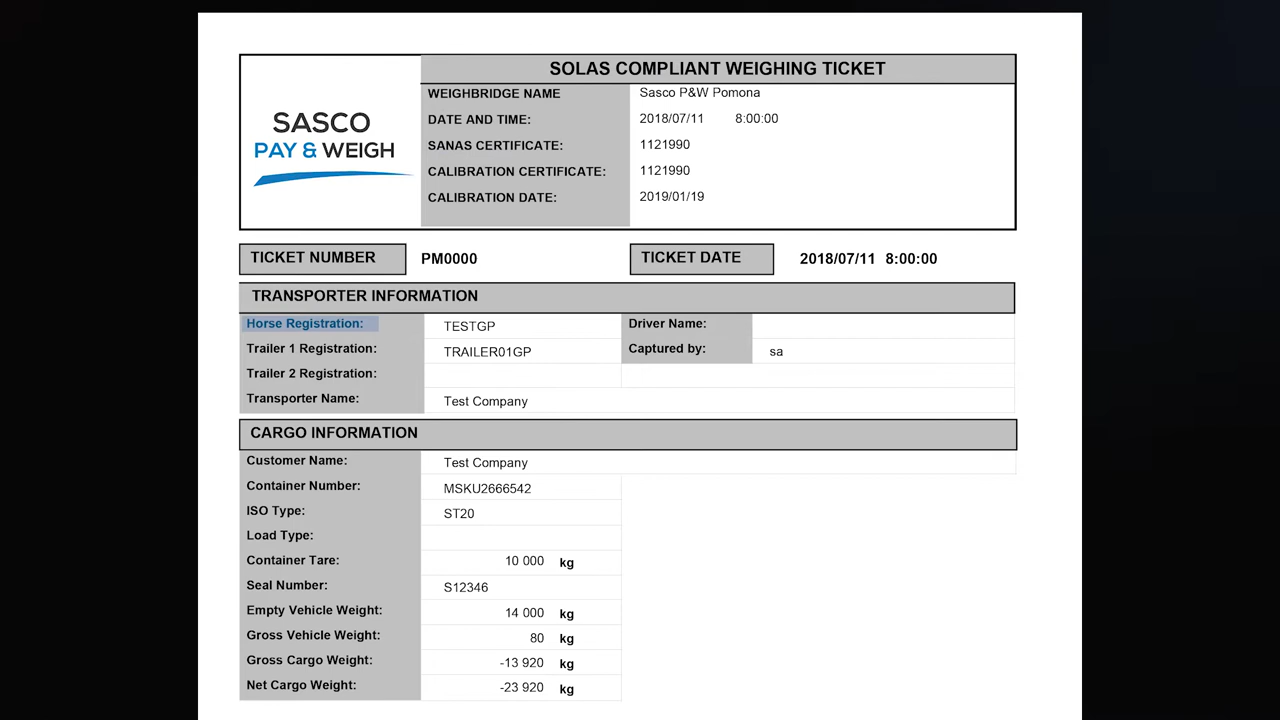 SASCO
PAY & WEIGH
SOLAS COMPLIANT WEIGHING TICKET
WEIGHBRIDGE NAME Sasco P&W Pomona
DATE AND TIME: 2018/07/11 8:00:00
SANAS CERTIFICATE: 1121990
CALIBRATION CERTIFICATE: 1121990
CALIBRATION DATE: 2019/01/19
TICKET NUMBER PM0000 TICKET DATE 2018/07/11 8:00:00
TRANSPORTER INFORMATION
Horse Registration: TESTGP Driver Name:
Trailer 1 Registration: TRAILER01GP Captured by: sa
Trailer 2 Registration:
Transporter Name: Test Company
CARGO INFORMATION
Customer Name: Test Company
Container Number: MSKU2666542
ISO Type: ST20
Load Type:
Container Tare: 10 000 kg
Seal Number: S12346
Empty Vehicle Weight: 14 000 kg
Gross Vehicle Weight: 80 kg
Gross Cargo Weight: -13 920 kg
Net Cargo Weight: -23 920 kg